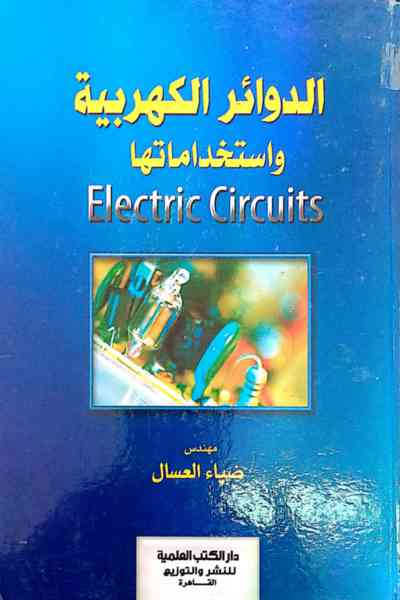 الدوائر الكهربية
واستخداماتها
Electric Circuits
مهندس
ضياء العسال
دار الكتب العلمية
للنشر والتوزيع
القاهرة